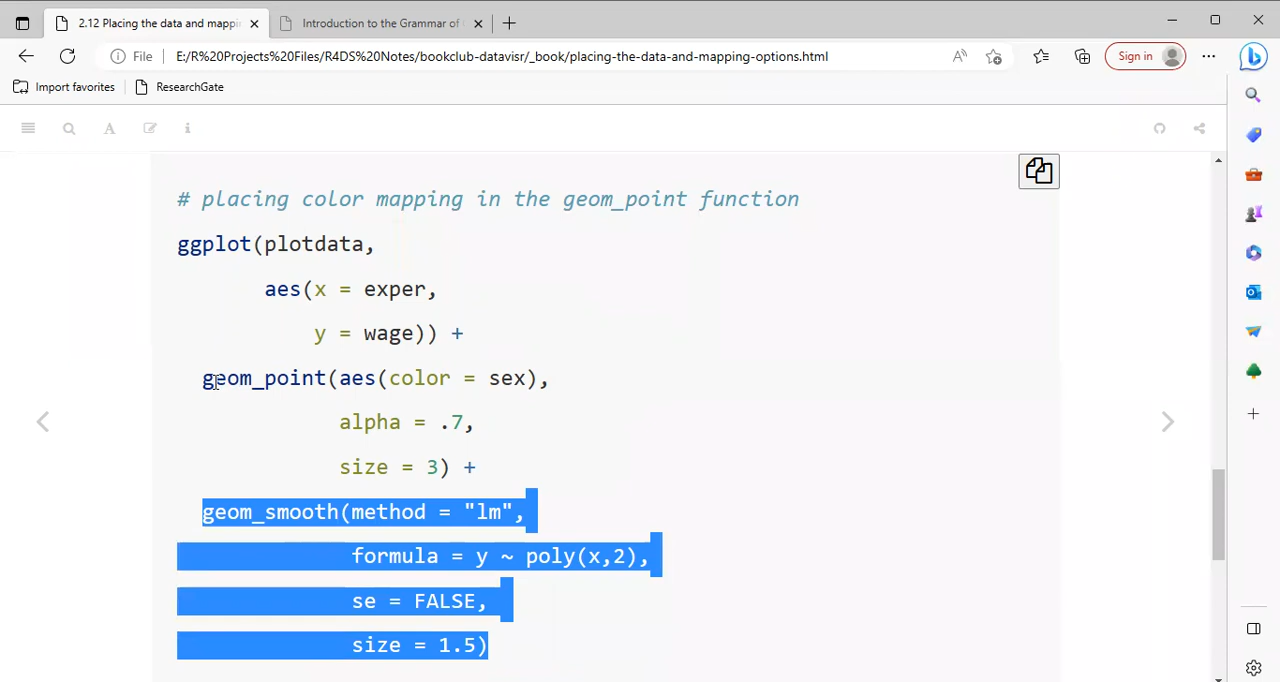 2.12 Placing the data and mappi
Introduction to the Grammar of
File
E:/R%20Projects%20Files/R4DS%20Notes/bookclub-datavisr/_book/placing-the-data-and-mapping-options.html
Sign in
Import favorites
ResearchGate
# placing color mapping in the geom_point function
ggplot(plotdata,
aes(x = exper,
y = wage)) +
geom_point(aes(color = sex),
alpha = .7,
size = 3) +
geom_smooth(method = "lm",
formula = y ~ poly(x,2),
se = FALSE,
size = 1.5)